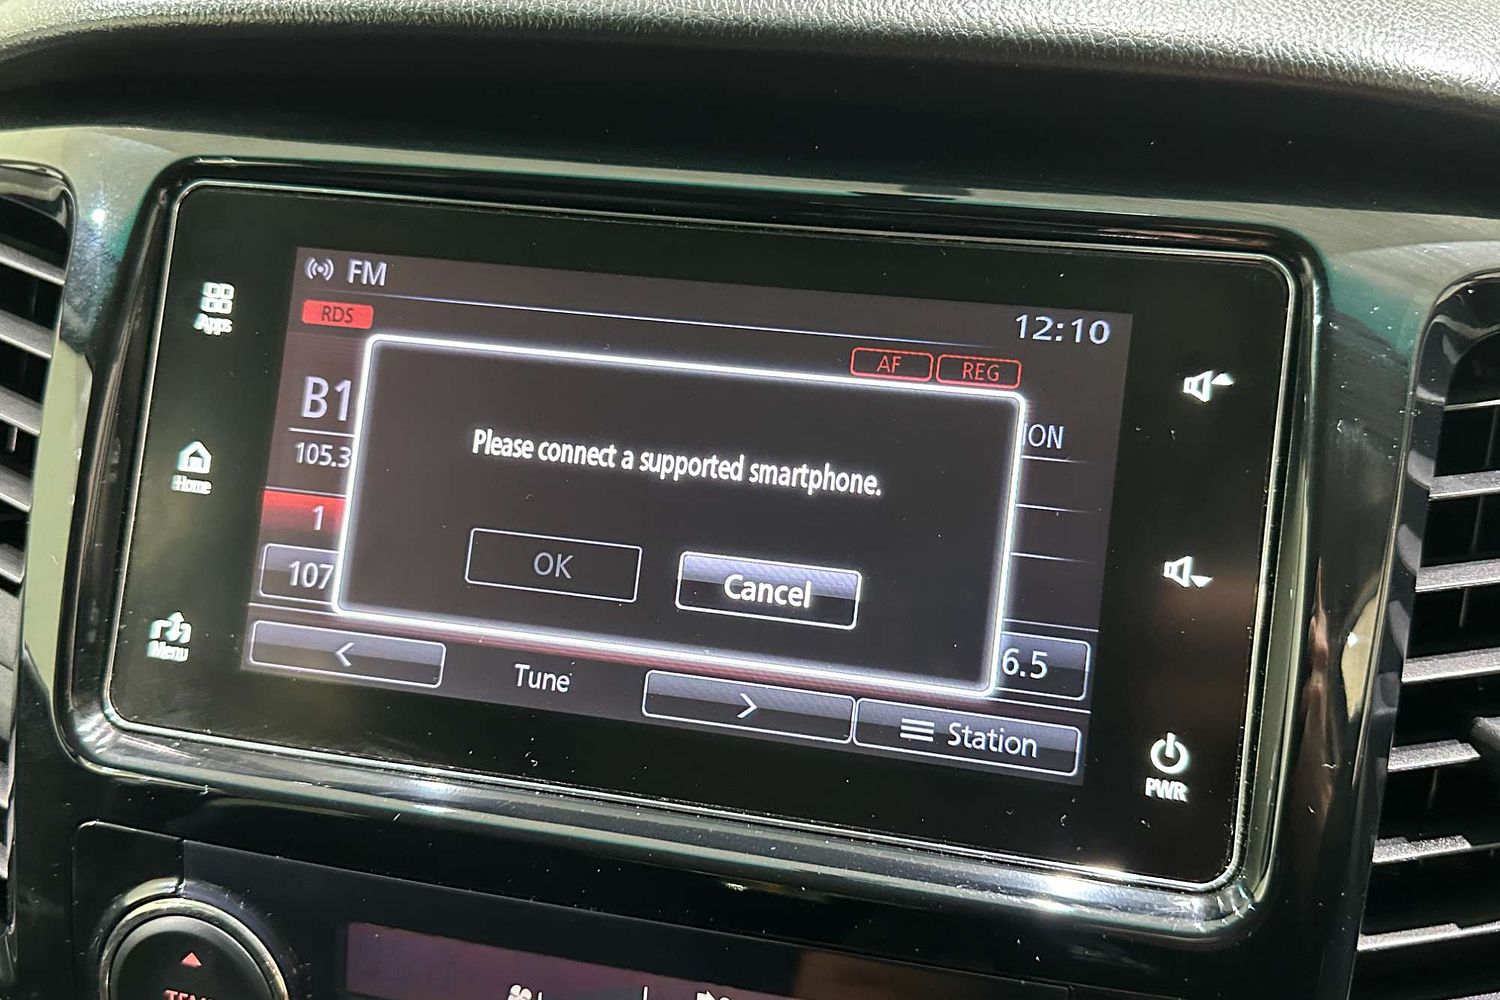 FM
12:10
RDS
AF
REG
Apps
B1
ION
105.3
Please connect a supported smartphone.
Home
1
OK
Cancel
107
6.5
Tune
Station
Menu
PWR
TEMP